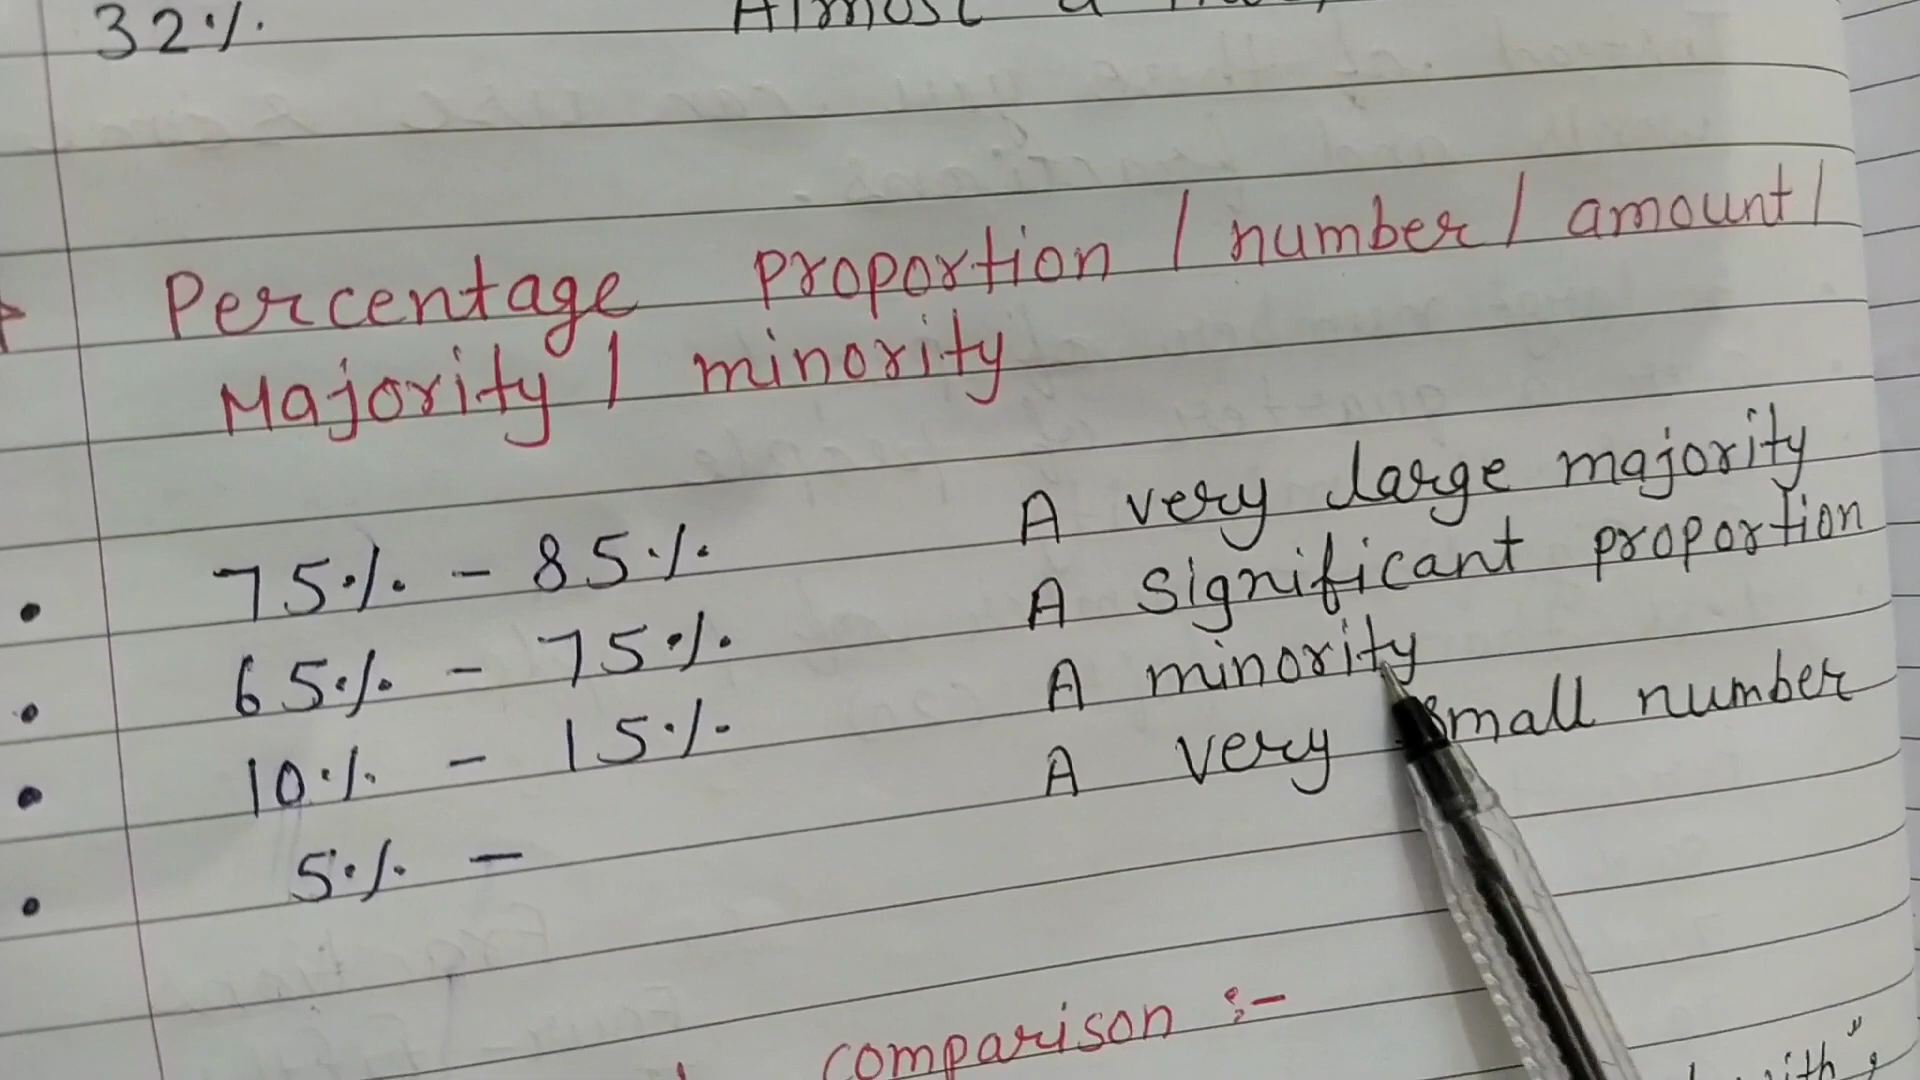 32% Almost a
Percentage proportion / number / amount /
Majority / minority
75% - 85% A very large majority
65% - 75% A significant proportion
10% - 15% A minority
5% - A very small number
comparison :-